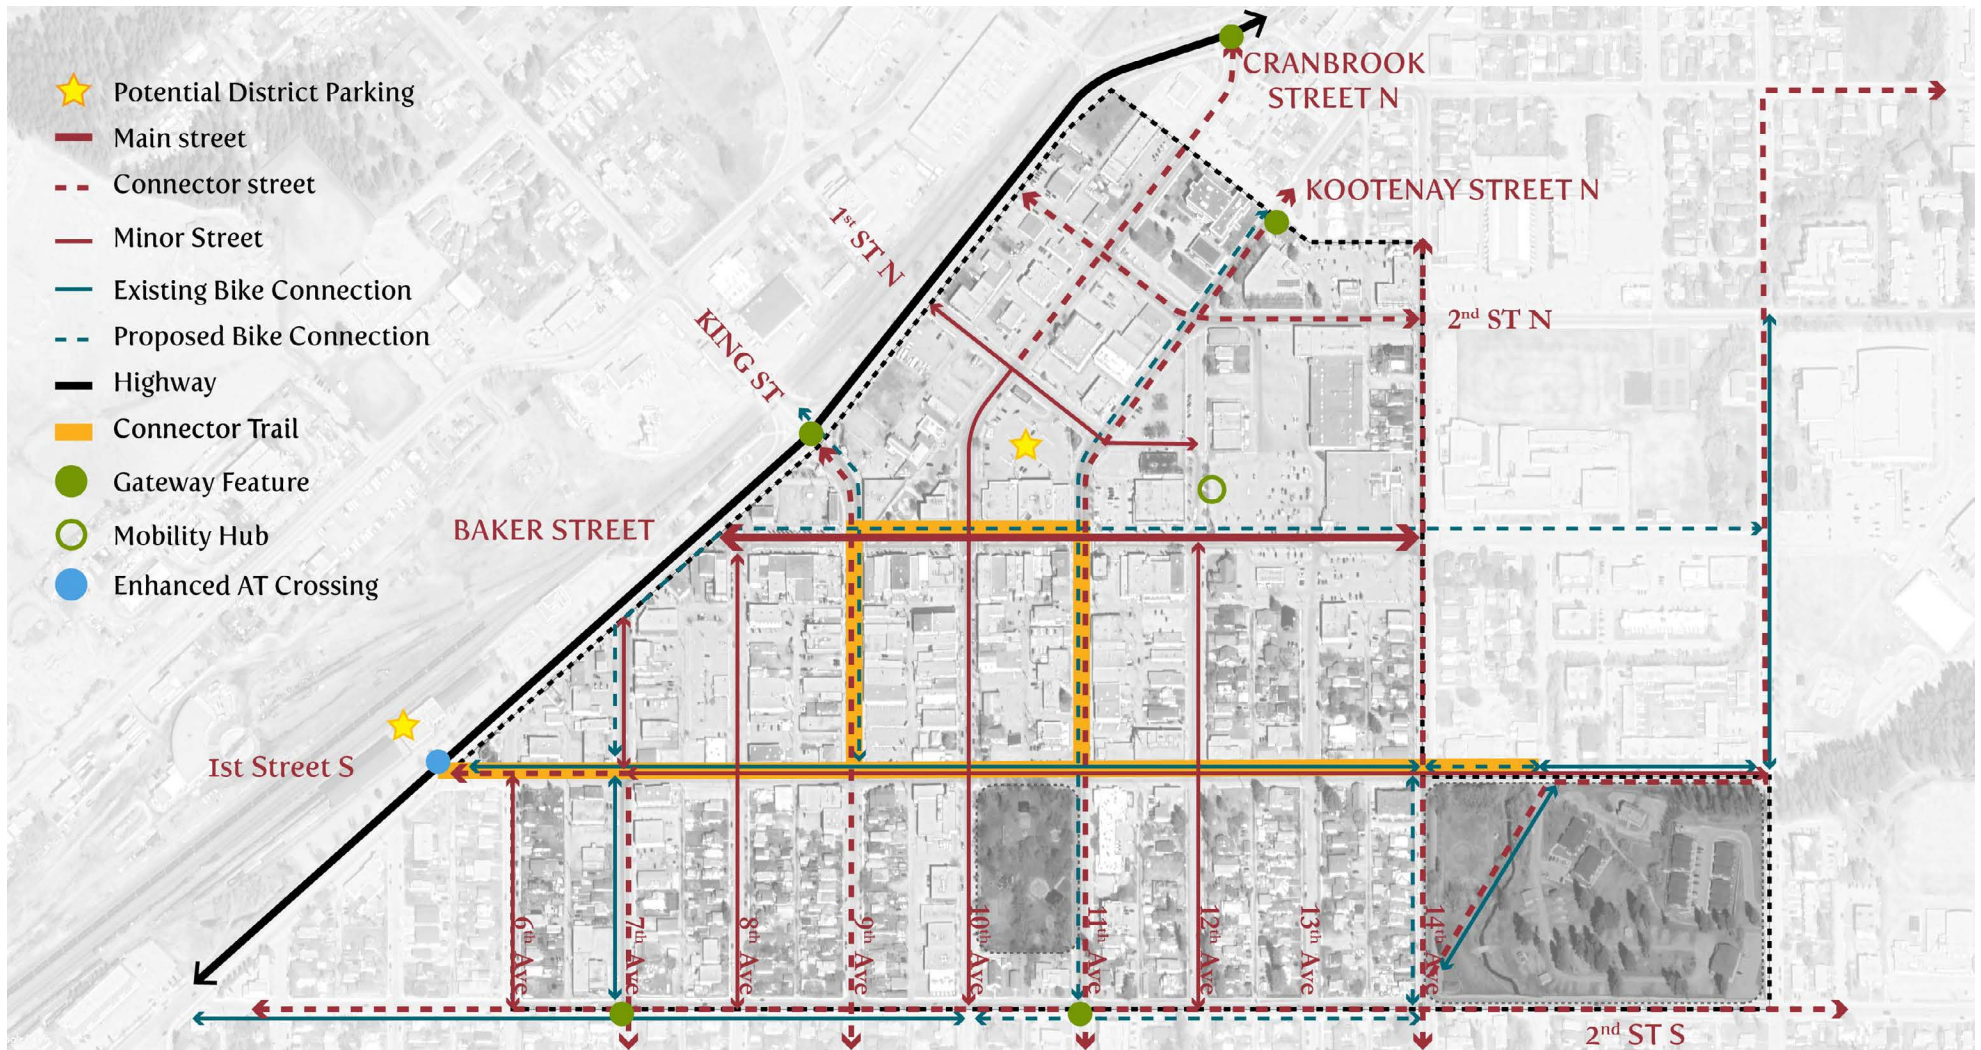 Potential District Parking
Main street
Connector street
Minor Street
Existing Bike Connection
Proposed Bike Connection
Highway
Connector Trail
Gateway Feature
Mobility Hub
Enhanced AT Crossing
CRANBROOK
STREET N
KOOTENAY STREET N
1st ST N
2nd ST N
KING ST
BAKER STREET
1st Street S
6th Ave
7th Ave
8th Ave
9th Ave
10th Ave
11th Ave
12th Ave
13th Ave
14th Ave
2nd ST S